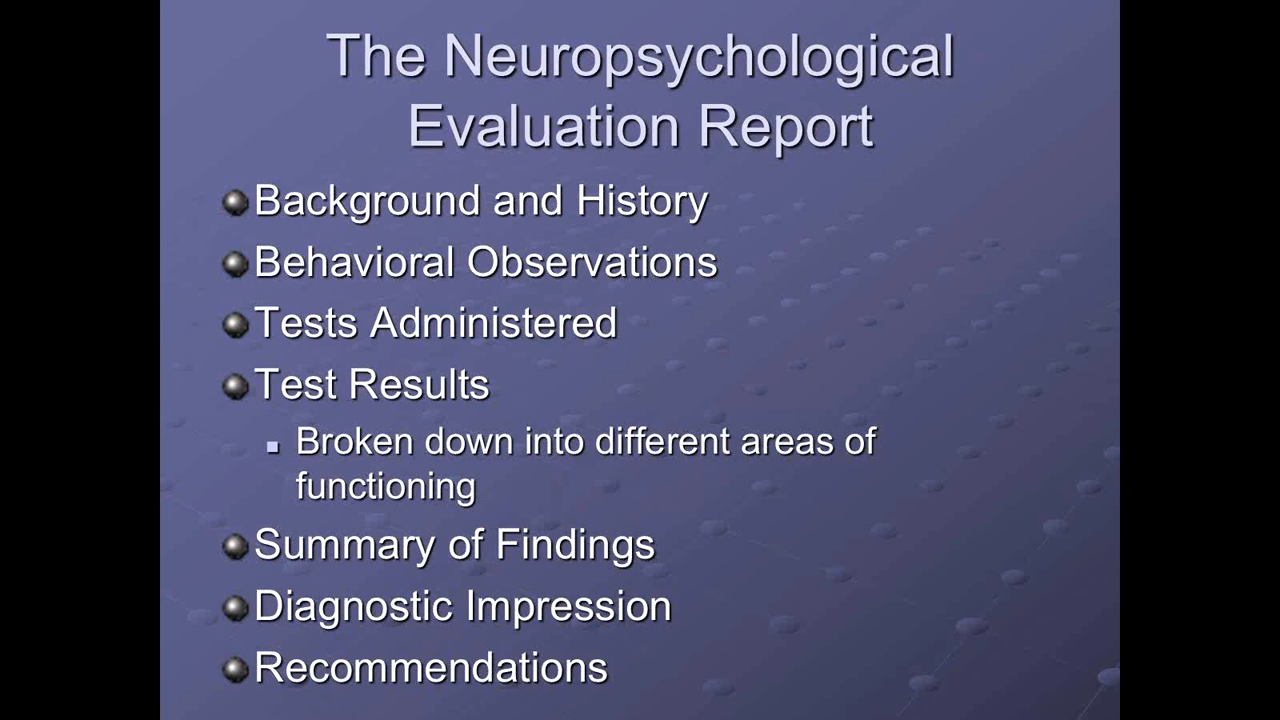 The Neuropsychological
Evaluation Report
Background and History
Behavioral Observations
Tests Administered
Test Results
Broken down into different areas of
functioning
Summary of Findings
Diagnostic Impression
Recommendations